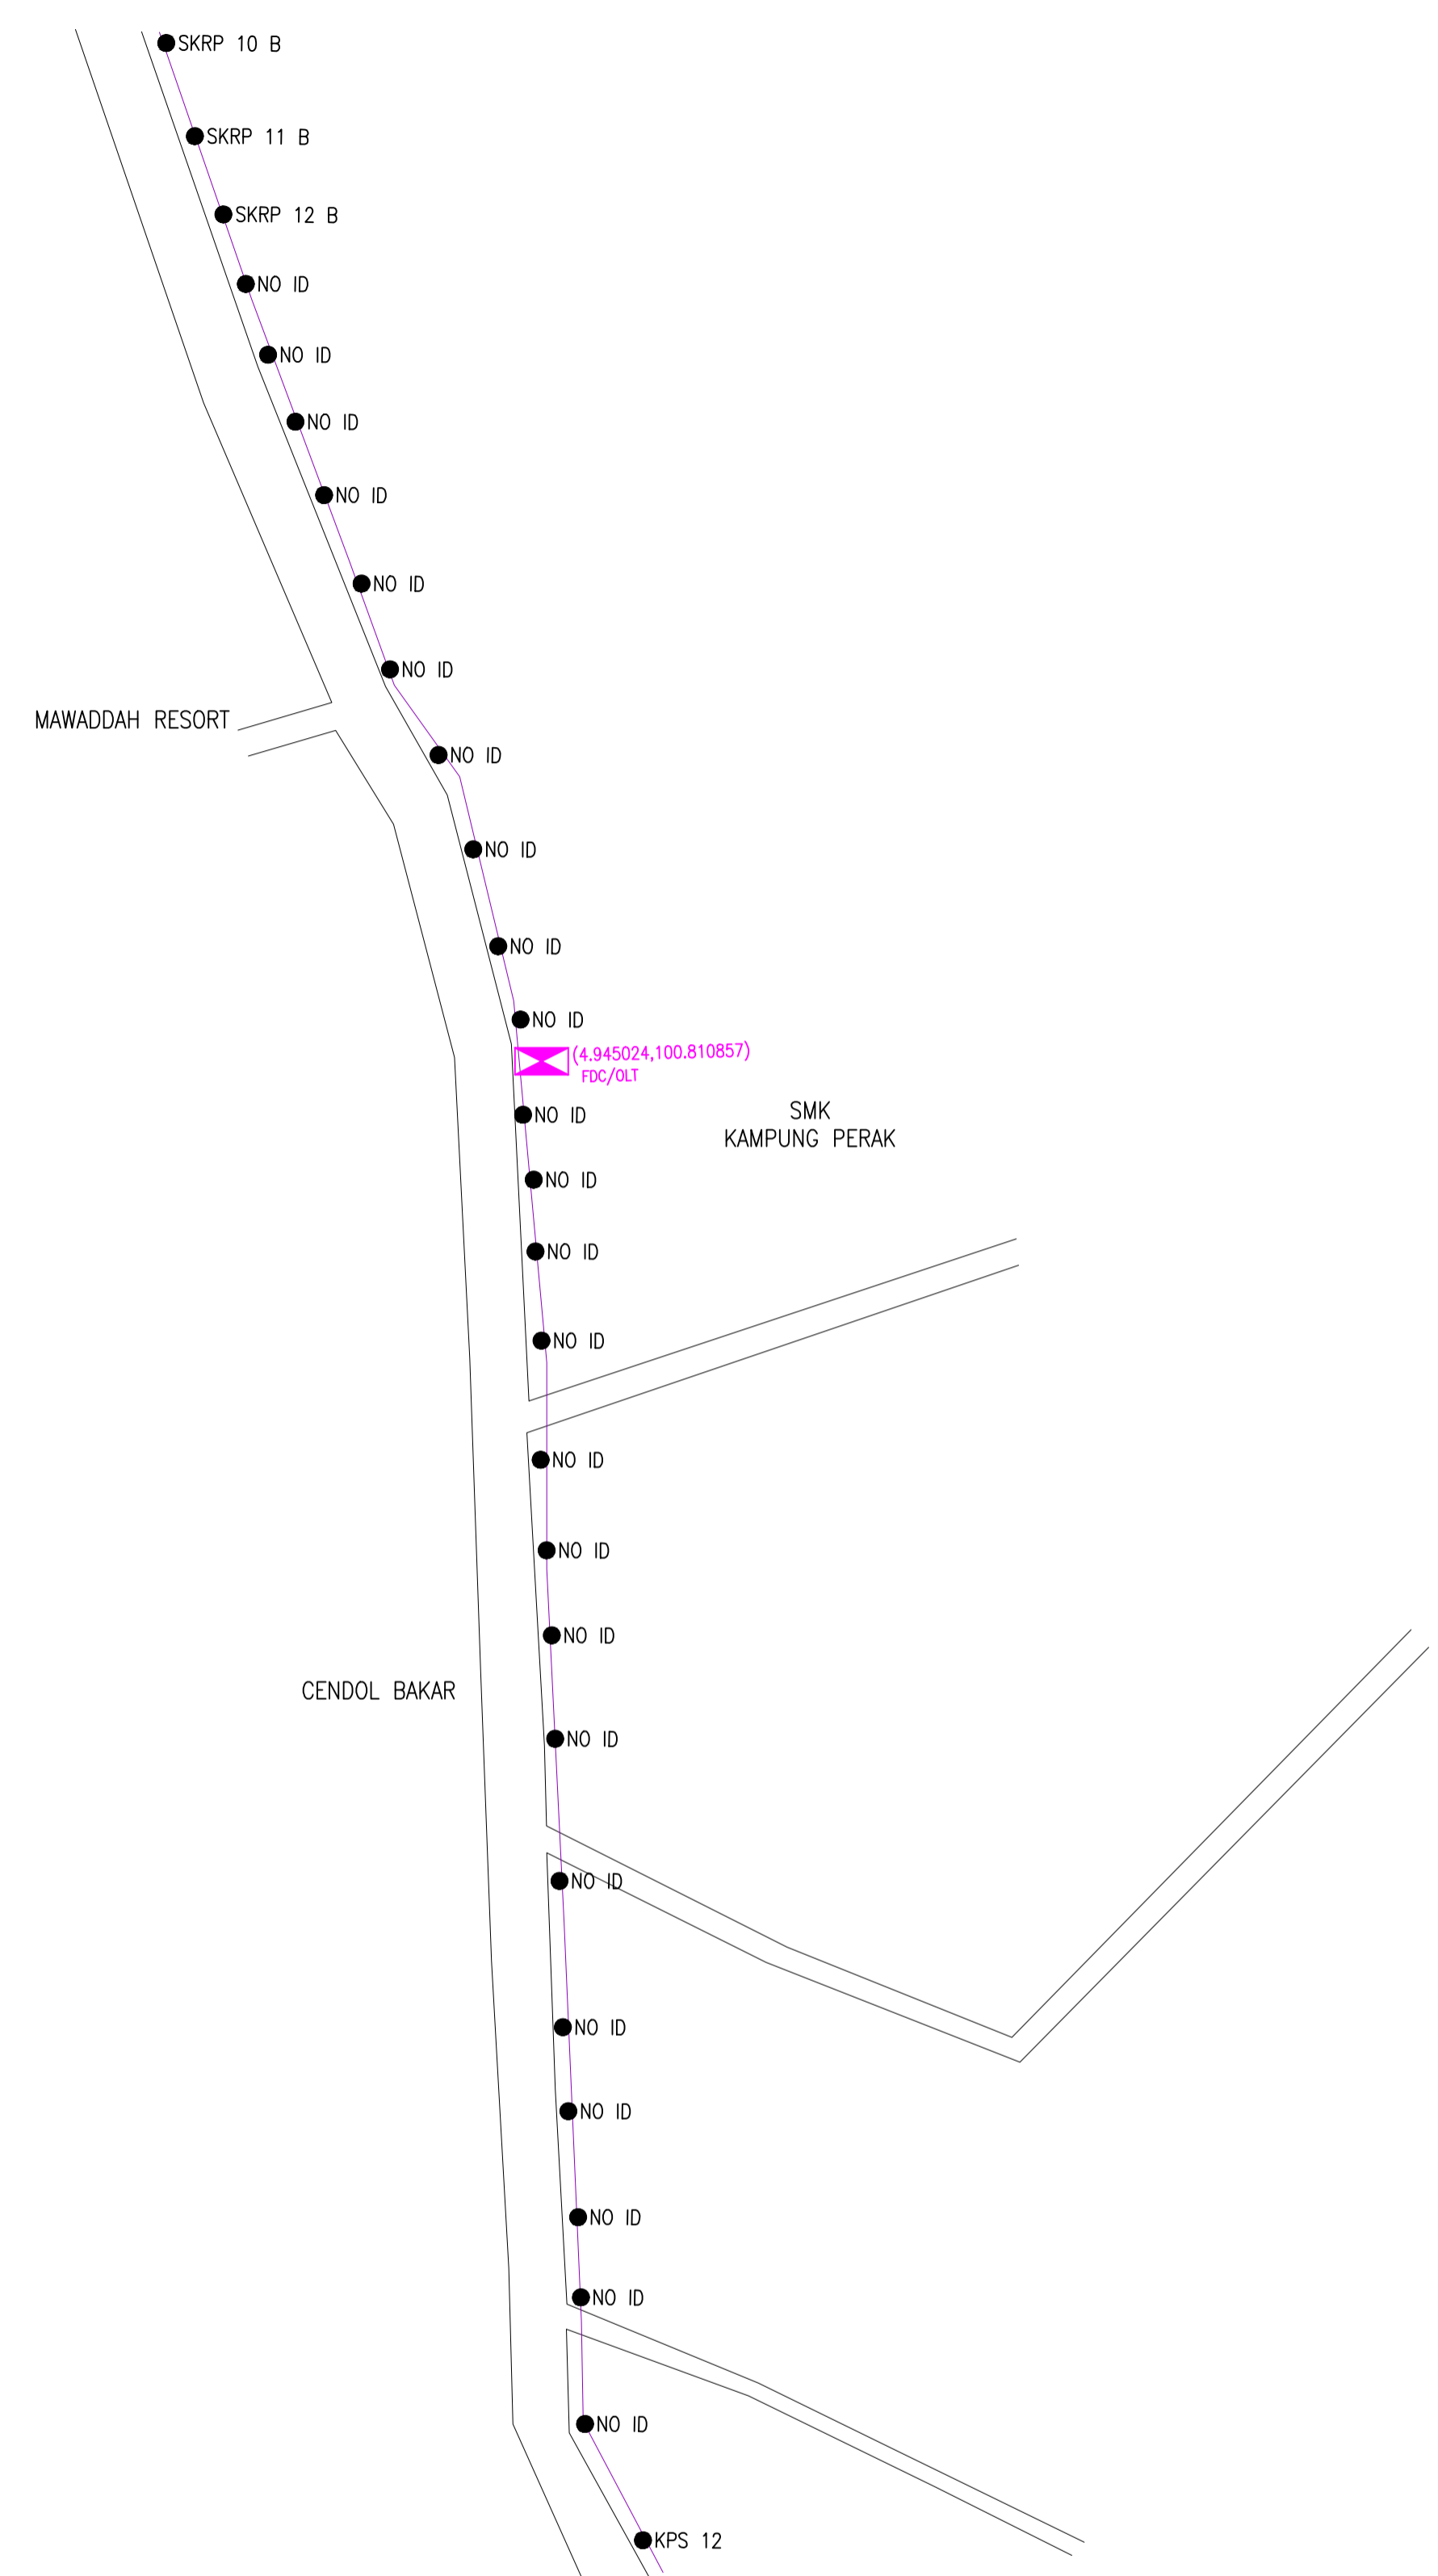 SKRP 10 B
SKRP 11 B
SKRP 12 B
NO ID
NO ID
NO ID
NO ID
NO ID
NO ID
MAWADDAH RESORT
NO ID
NO ID
NO ID
NO ID
(4.945024,100.810857)
FDC/OLT
NO ID
SMK
KAMPUNG PERAK
NO ID
NO ID
NO ID
NO ID
NO ID
NO ID
CENDOL BAKAR
NO ID
NO ID
NO ID
NO ID
NO ID
NO ID
NO ID
KPS 12